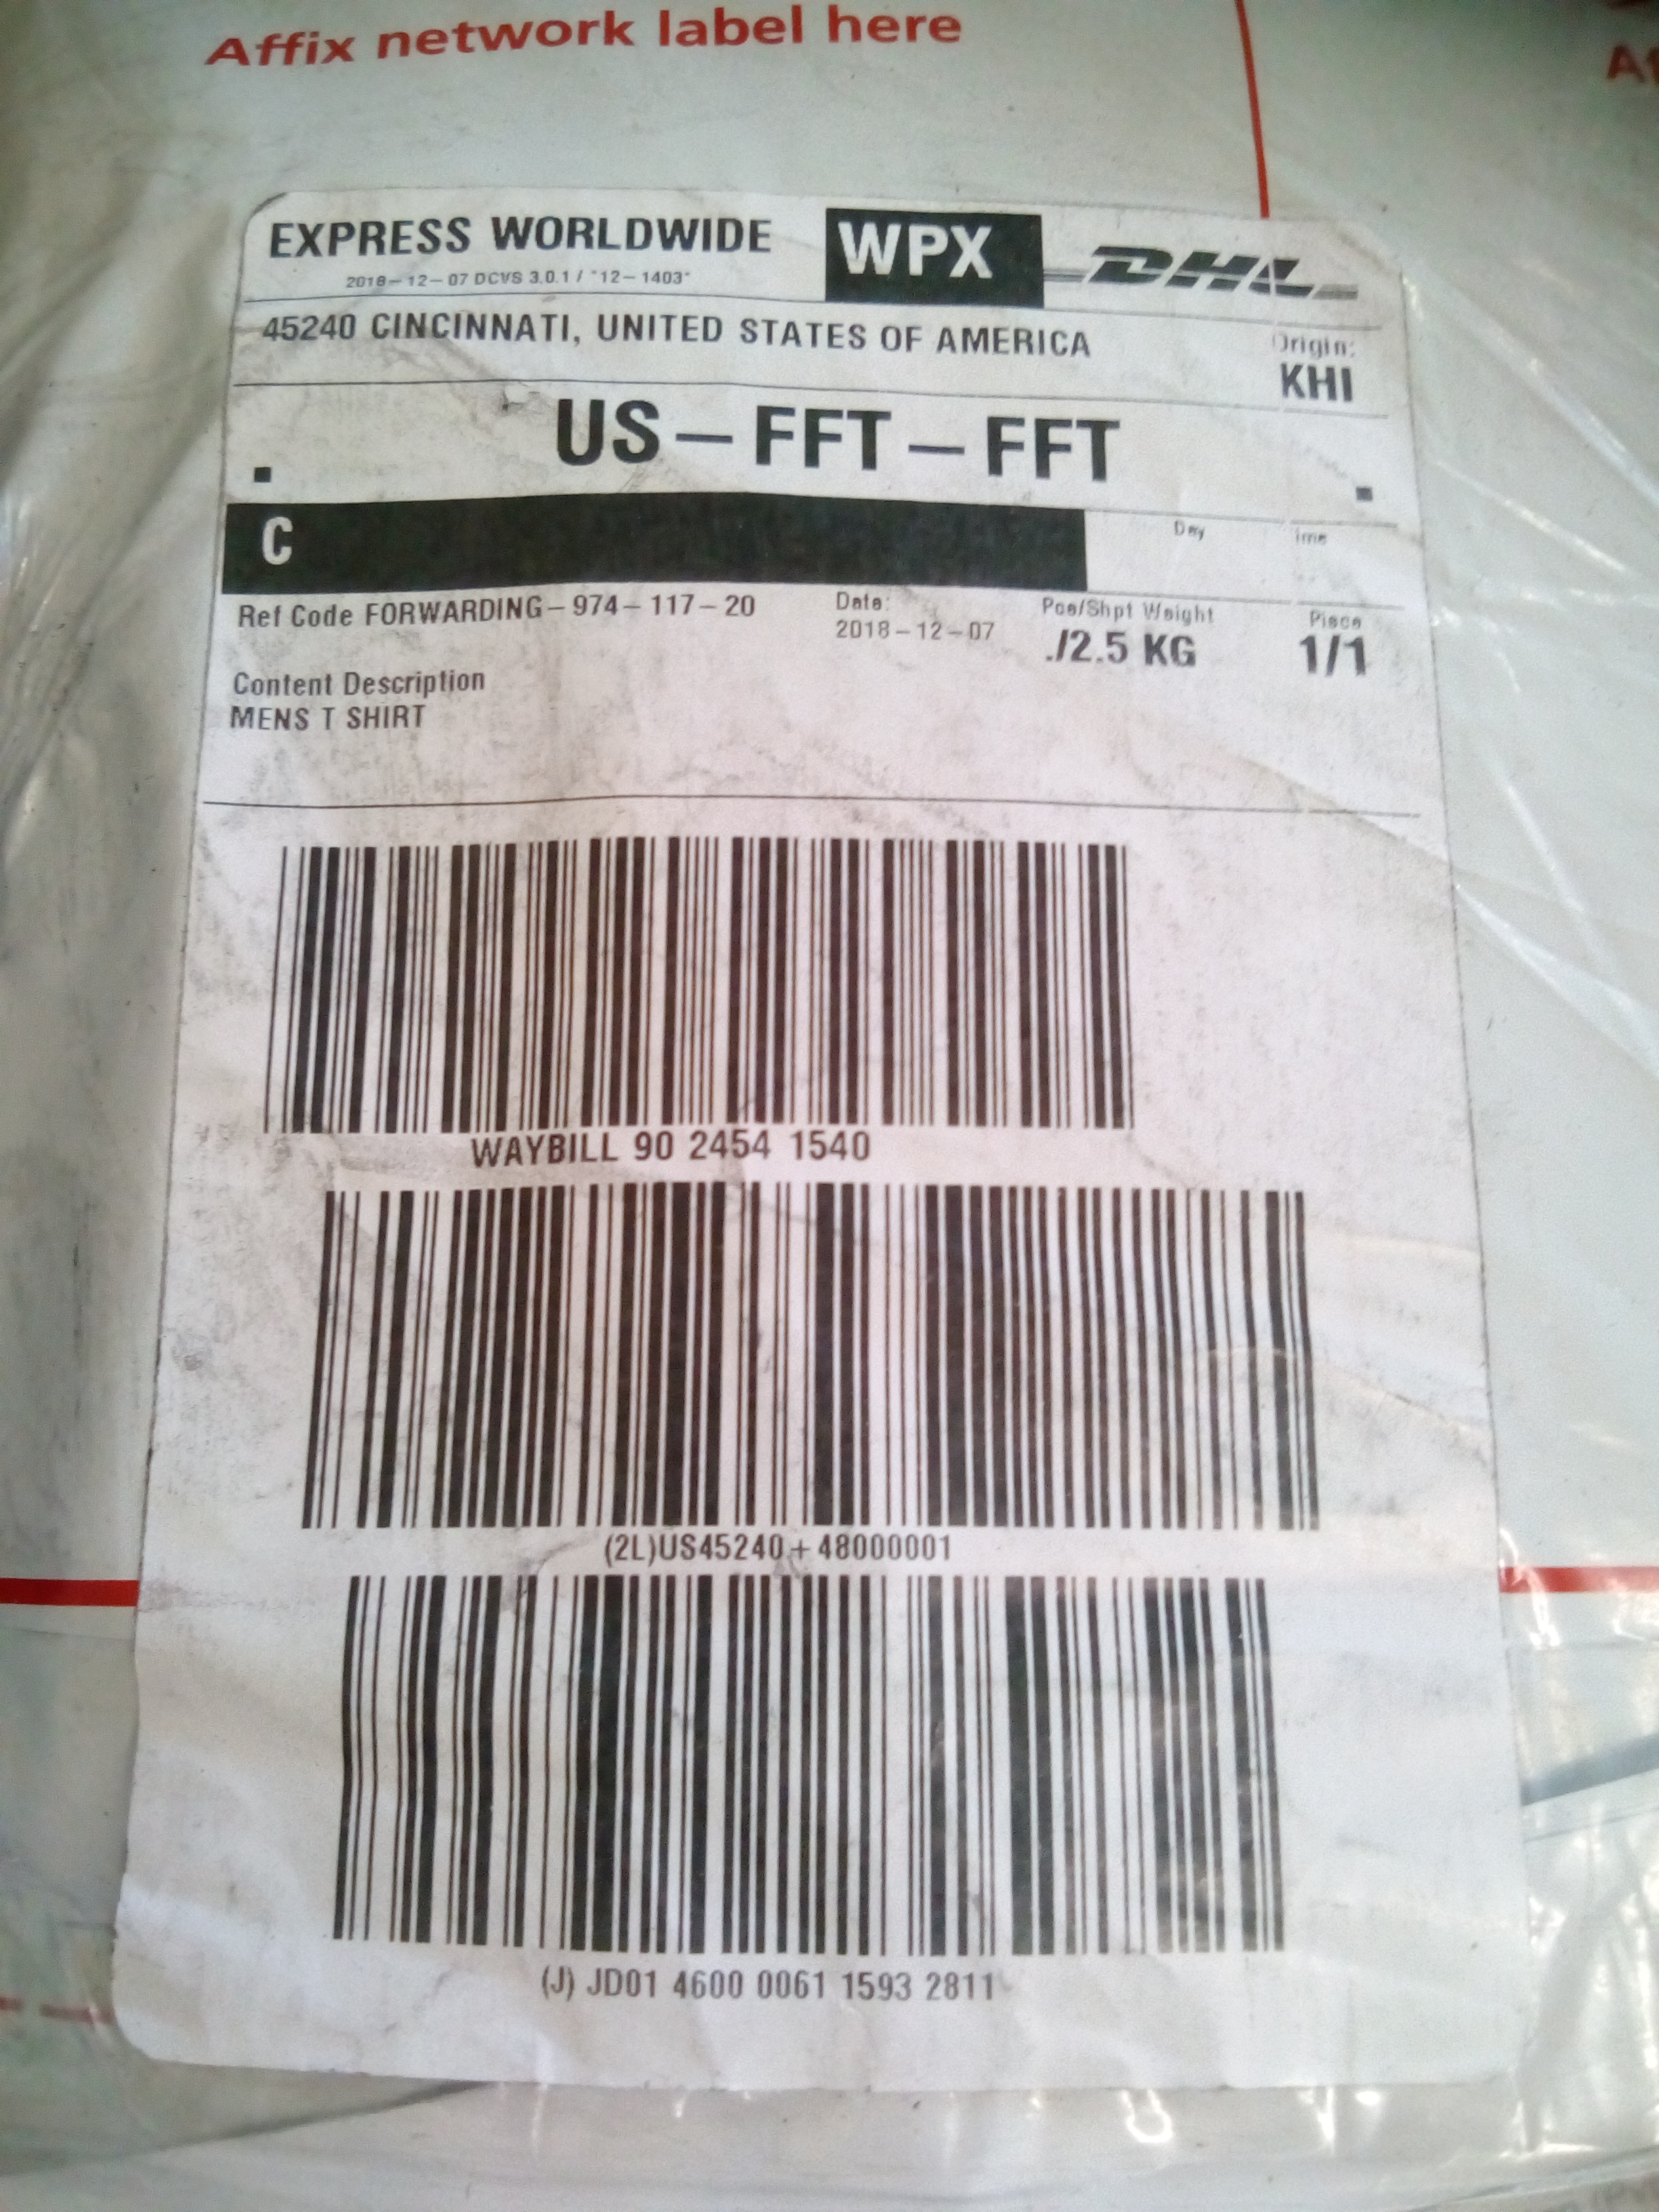 Affix network label here
EXPRESS WORLDWIDE
2018-12-07 DCVS 3.0.1 / *12-1403*
WPX
DHL
45240 CINCINNATI, UNITED STATES OF AMERICA
Origin:
KHI
US-FFT-FFT
C
Day
Time
Ref Code FORWARDING-974-117-20
Date:
2018-12-07
Pce/Shpt Weight
./2.5 KG
Piece
1/1
Content Description
MENS T SHIRT
WAYBILL 90 2454 1540
(2L)US45240+48000001
(J) JD01 4600 0061 1593 2811